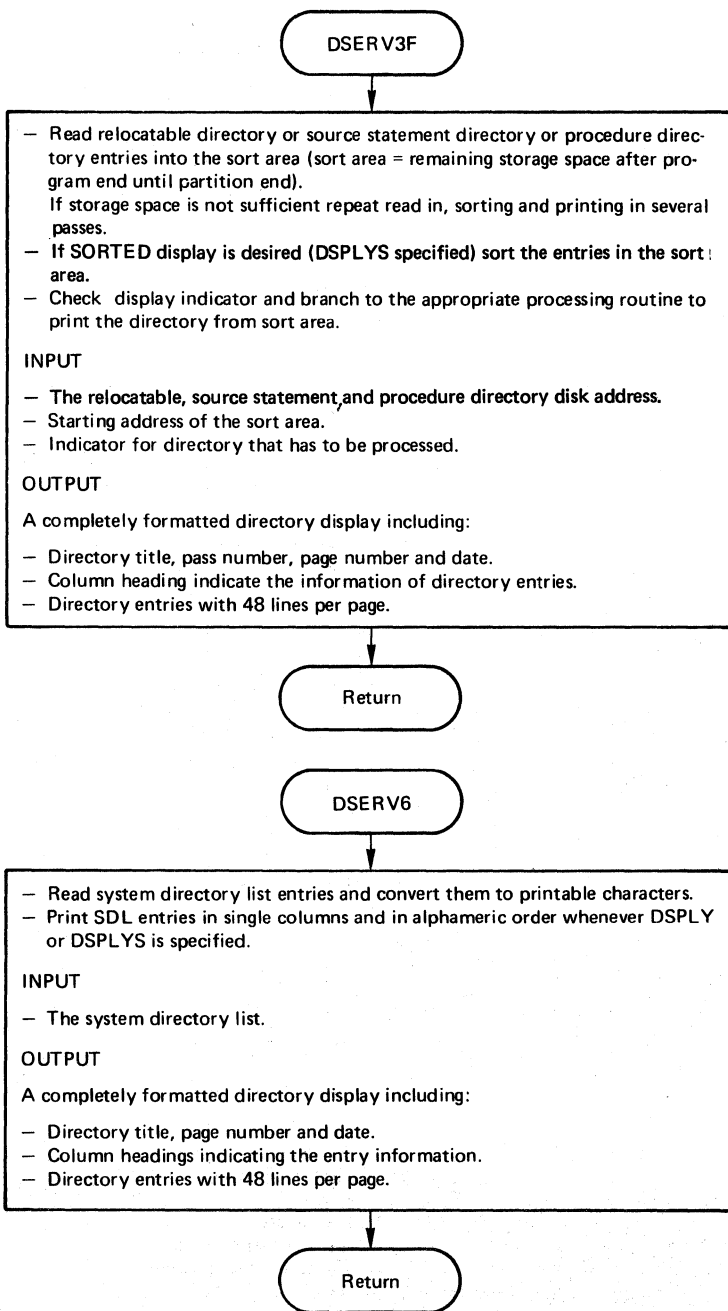 DSERV3F
– Read relocatable directory or source statement directory or procedure direc-
tory entries into the sort area (sort area = remaining storage space after pro-
gram end until partition end).
If storage space is not sufficient repeat read in, sorting and printing in several
passes.
– If SORTED display is desired (DSPLYS specified) sort the entries in the sort
area.
– Check display indicator and branch to the appropriate processing routine to
print the directory from sort area.
INPUT
– The relocatable, source statement, and procedure directory disk address.
– Starting address of the sort area.
– Indicator for directory that has to be processed.
OUTPUT
A completely formatted directory display including:
– Directory title, pass number, page number and date.
– Column heading indicate the information of directory entries.
– Directory entries with 48 lines per page.
Return
DSERV6
– Read system directory list entries and convert them to printable characters.
– Print SDL entries in single columns and in alphameric order whenever DSPLY
or DSPLYS is specified.
INPUT
– The system directory list.
OUTPUT
A completely formatted directory display including:
– Directory title, page number and date.
– Column headings indicating the entry information.
– Directory entries with 48 lines per page.
Return